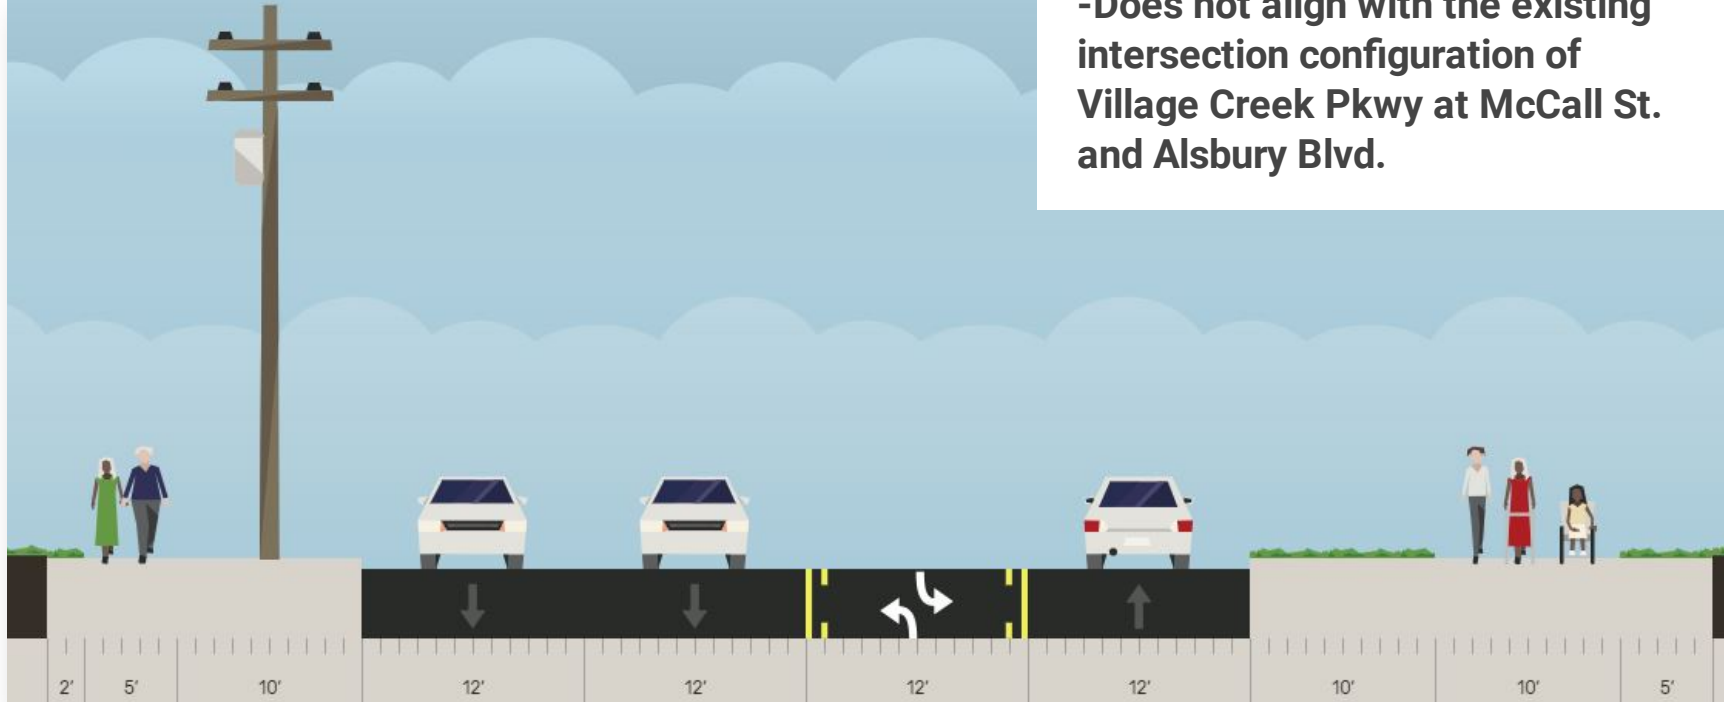 -Does not align with the existing
intersection configuration of
Village Creek Pkwy at McCall St.
and Alsbury Blvd.
2' 5' 10' 12' 12' 12' 12' 10' 10' 5'